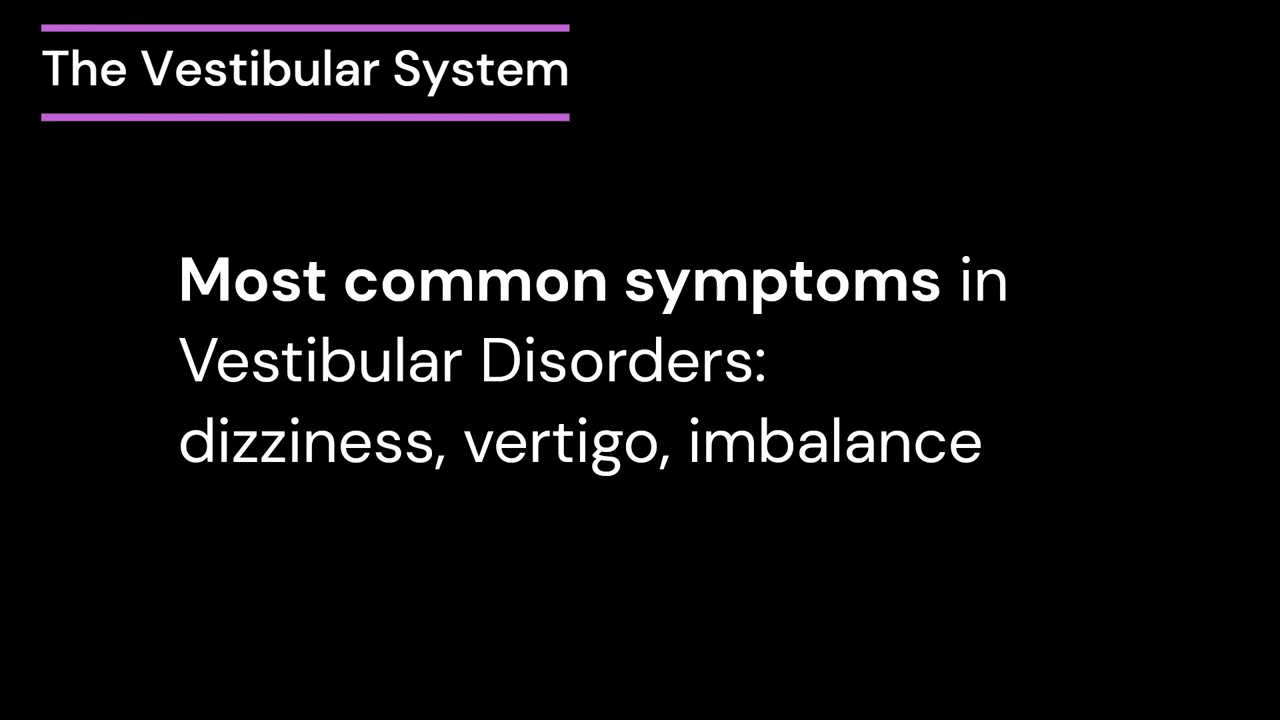 The Vestibular System
Most common symptoms in
Vestibular Disorders:
dizziness, vertigo, imbalance